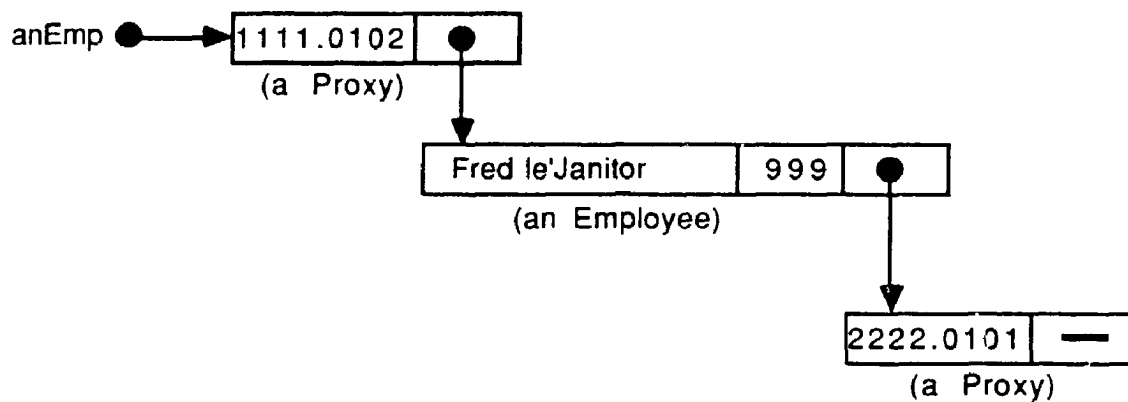 anEmp
1111.0102
(a Proxy)
Fred le'Janitor 999
(an Employee)
2222.0101
(a Proxy)